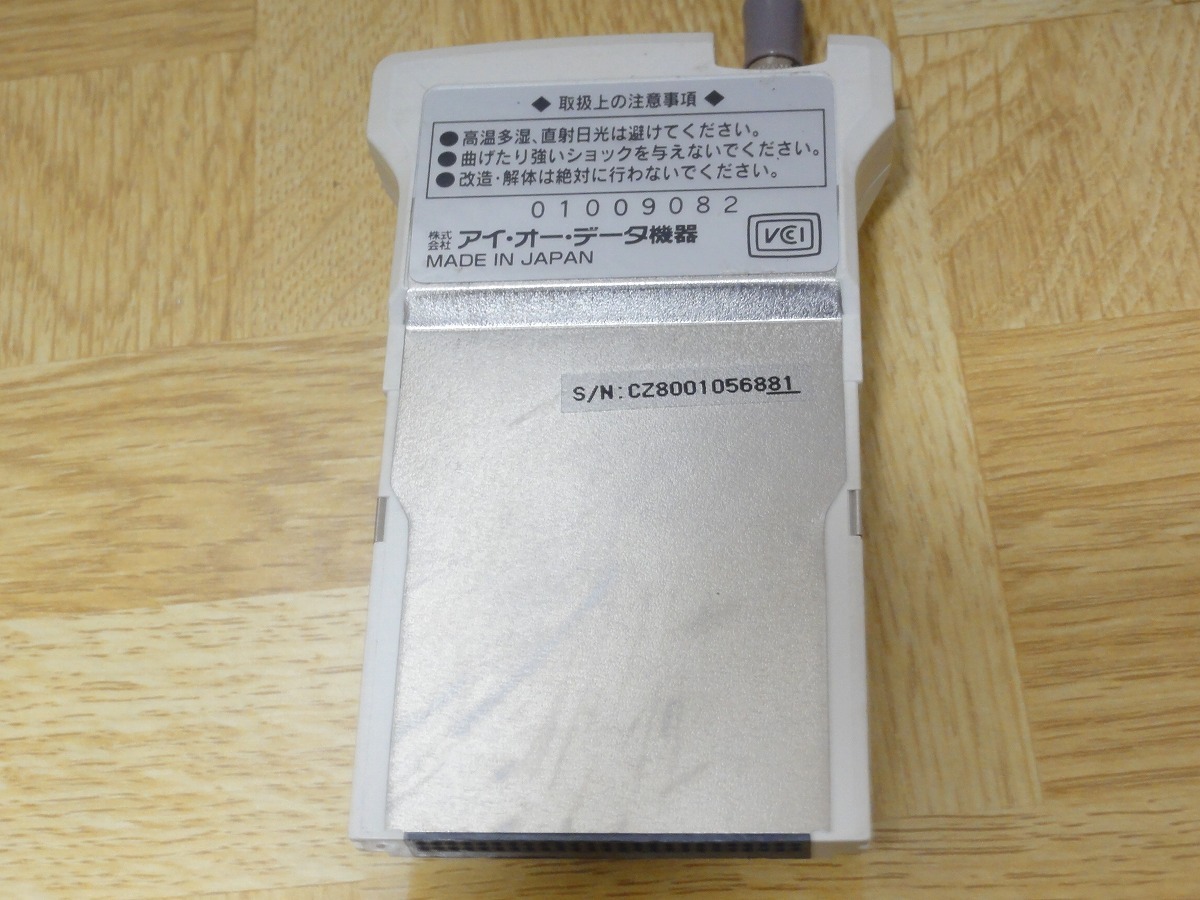 ◆ 取扱上の注意事項 ◆
●高温多湿、直射日光は避けてください。
●曲げたり強いショックを与えないでください。
●改造・解体は絶対に行わないでください。
01009082
株式会社 アイ・オー・データ機器
VCI
MADE IN JAPAN
S/N:CZ8001056881